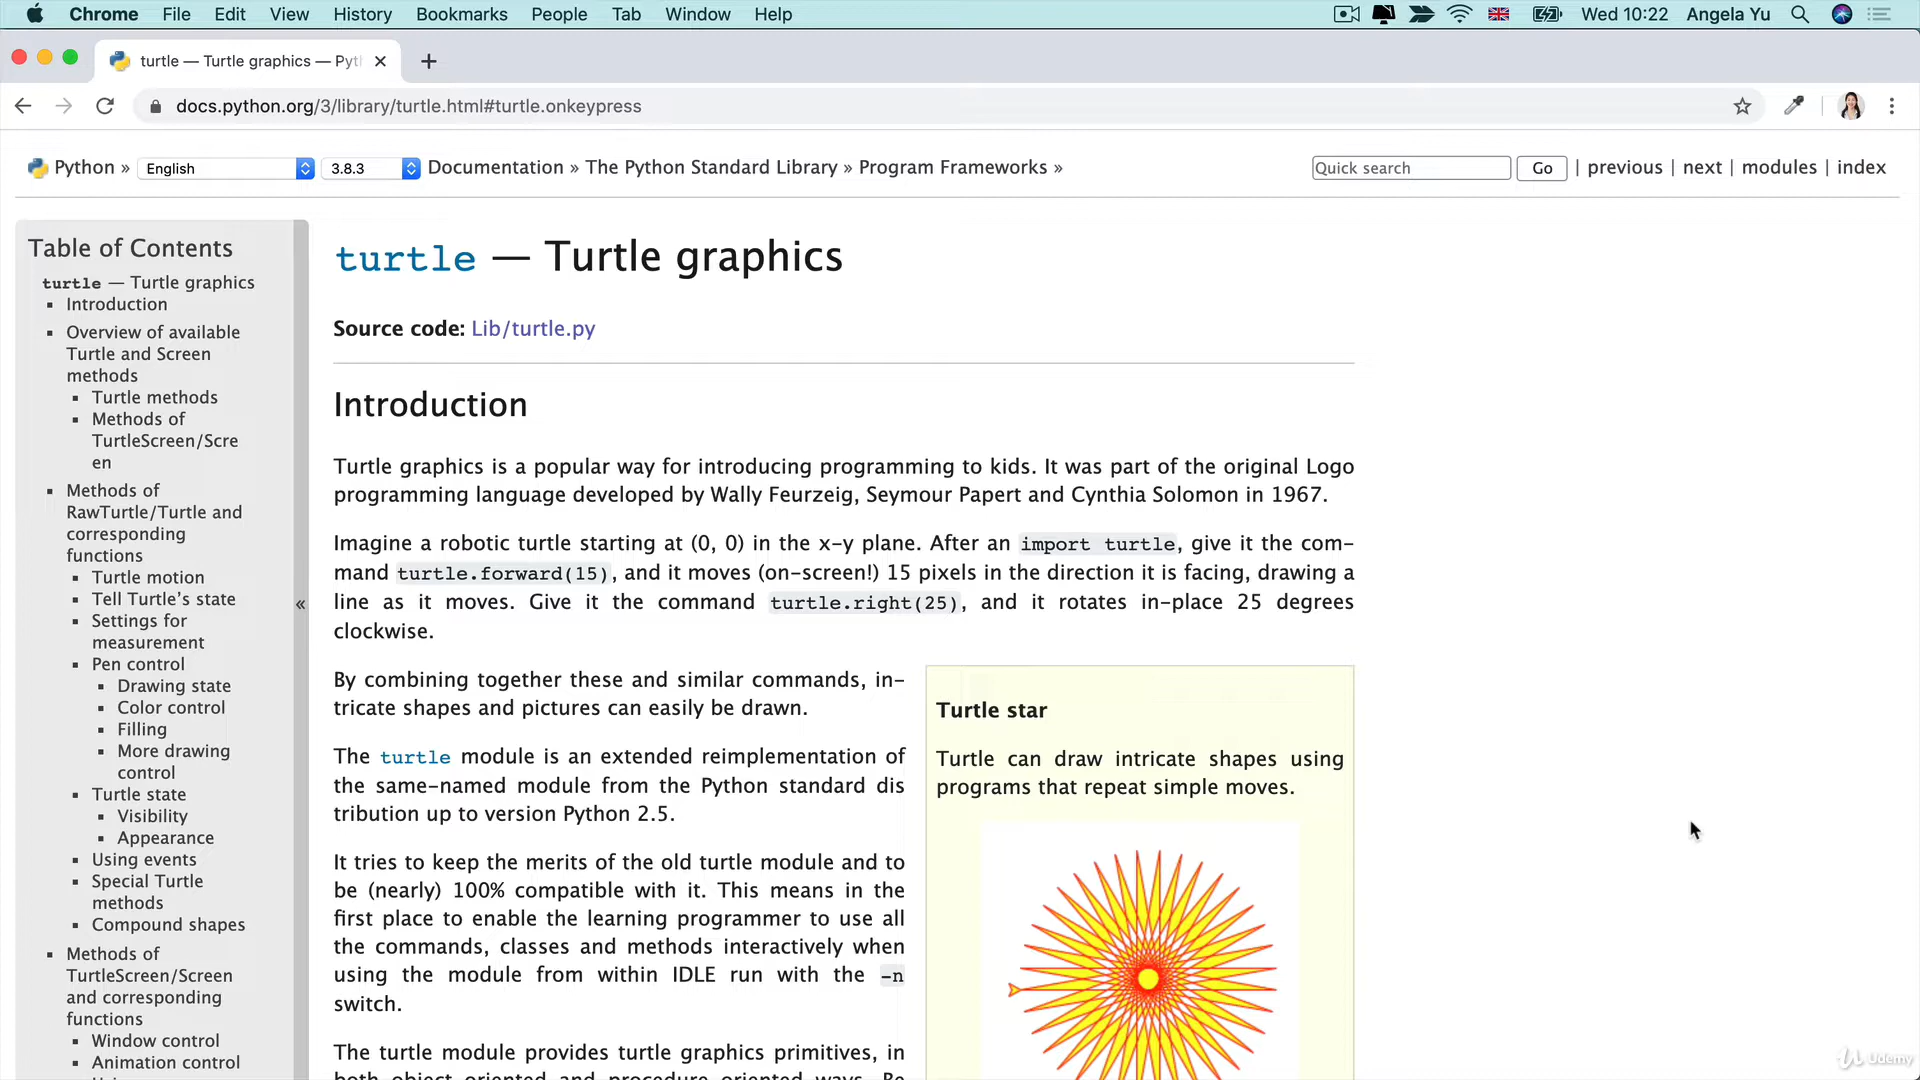 Chrome File Edit View History Bookmarks People Tab Window Help Wed 10:22 Angela Yu
turtle — Turtle graphics — Pyt
docs.python.org/3/library/turtle.html#turtle.onkeypress
Python » English 3.8.3 Documentation » The Python Standard Library » Program Frameworks » Quick search Go | previous | next | modules | index
Table of Contents
turtle — Turtle graphics
Introduction
Overview of available
Turtle and Screen
methods
Turtle methods
Methods of
TurtleScreen/Scre
en
Methods of
RawTurtle/Turtle and
corresponding
functions
Turtle motion
Tell Turtle's state
Settings for
measurement
Pen control
Drawing state
Color control
Filling
More drawing
control
Turtle state
Visibility
Appearance
Using events
Special Turtle
methods
Compound shapes
Methods of
TurtleScreen/Screen
and corresponding
functions
Window control
Animation control
«
turtle — Turtle graphics
Source code: Lib/turtle.py
Introduction
Turtle graphics is a popular way for introducing programming to kids. It was part of the original Logo
programming language developed by Wally Feurzeig, Seymour Papert and Cynthia Solomon in 1967.
Imagine a robotic turtle starting at (0, 0) in the x-y plane. After an import turtle, give it the com-
mand turtle.forward(15), and it moves (on-screen!) 15 pixels in the direction it is facing, drawing a
line as it moves. Give it the command turtle.right(25), and it rotates in-place 25 degrees
clockwise.
By combining together these and similar commands, in-
tricate shapes and pictures can easily be drawn.
The turtle module is an extended reimplementation of
the same-named module from the Python standard dis
tribution up to version Python 2.5.
It tries to keep the merits of the old turtle module and to
be (nearly) 100% compatible with it. This means in the
first place to enable the learning programmer to use all
the commands, classes and methods interactively when
using the module from within IDLE run with the -n
switch.
The turtle module provides turtle graphics primitives, in
both object-oriented and procedure-oriented ways. Be
Turtle star
Turtle can draw intricate shapes using
programs that repeat simple moves.
Udemy